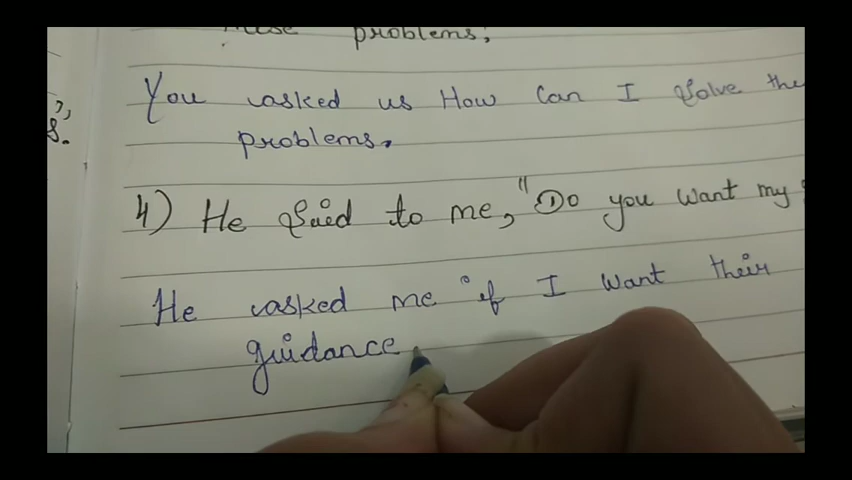 these problems,
You asked us How can I solve the
problems.
4) He said to me, "Do you want my
He asked me if I want their
guidance